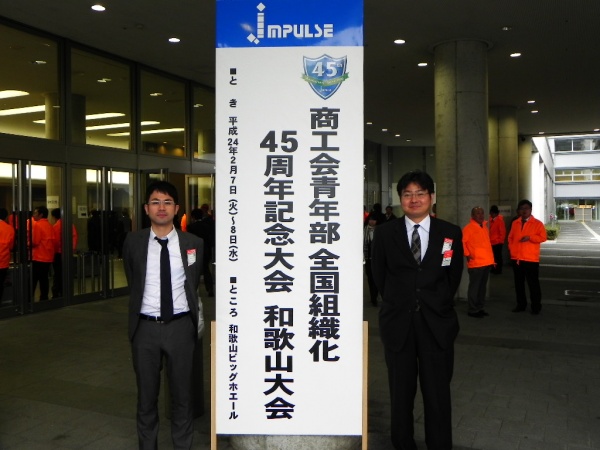 IMPULSE
45th
商工会青年部 全国組織化
45周年記念大会 和歌山大会
■とき 平成24年2月7日(火)~8日(水) ■ところ 和歌山ビッグホエール